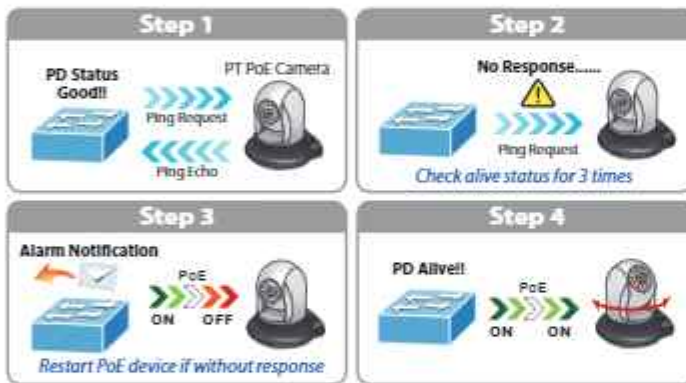 Step 1
PD Status
Good!!
PT PoE Camera
Ping Request
Ping Echo
Step 2
No Response......
Ping Request
Check alive status for 3 times
Step 3
Alarm Notification
PoE
ON OFF
Restart PoE device if without response
Step 4
PD Alive!!
PoE
ON ON